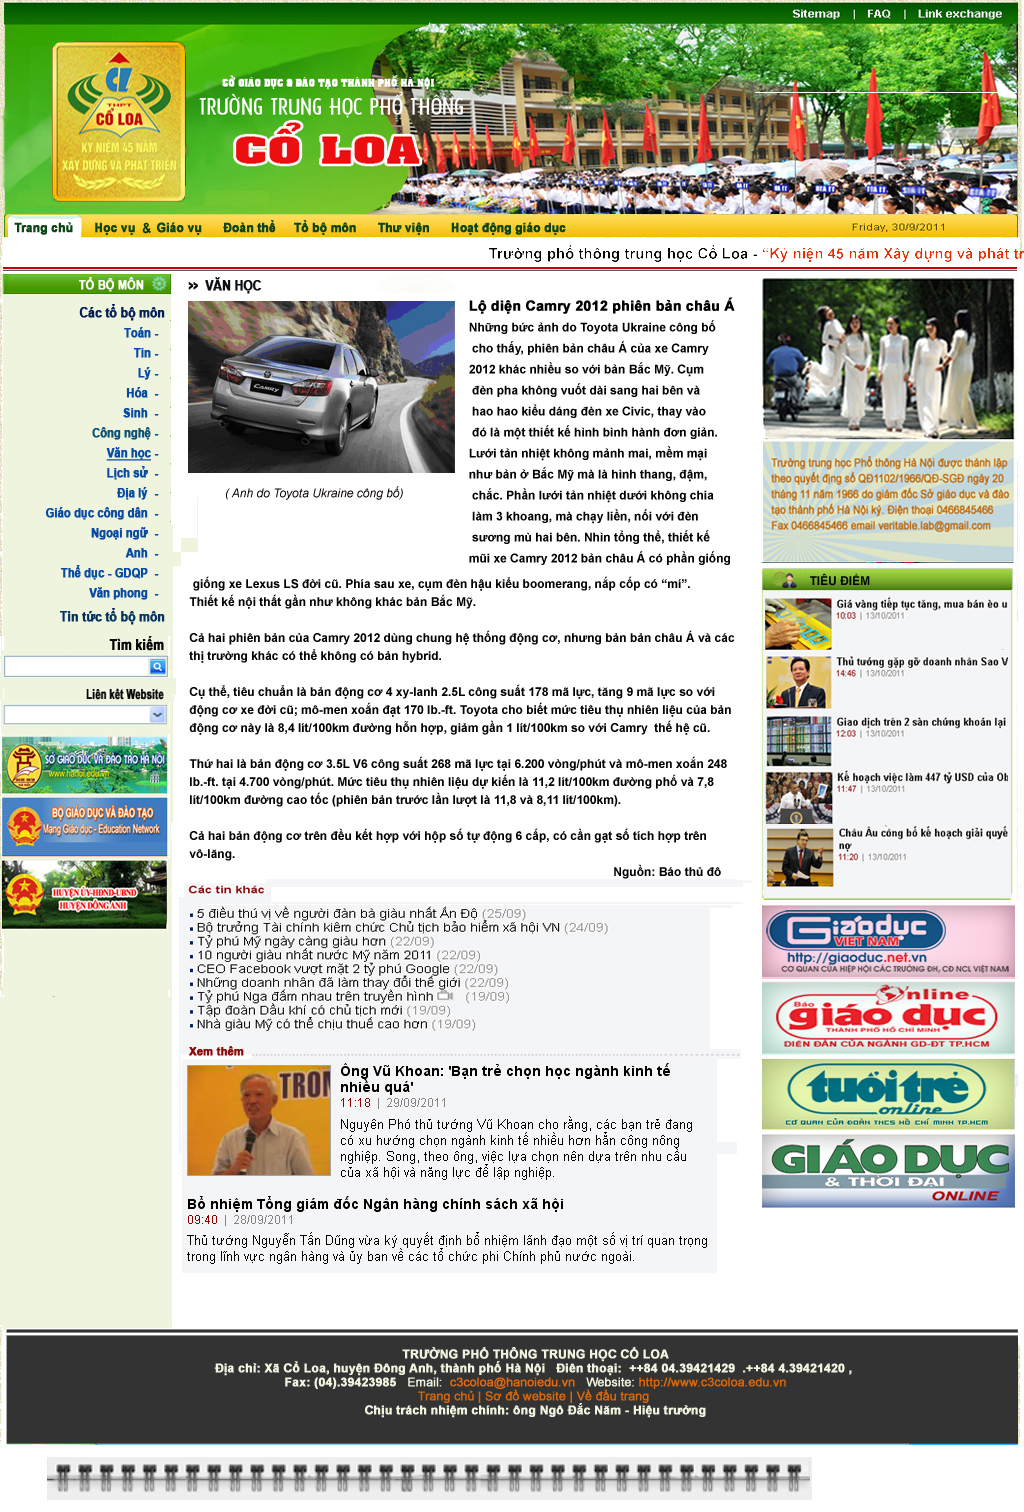 Sitemap | FAQ | Link exchange
THPT
CỔ LOA
KỶ NIỆM 45 NĂM
XÂY DỰNG VÀ PHÁT TRIỂN
SỞ GIÁO DỤC & ĐÀO TẠO THÀNH PHỐ HÀ NỘI
TRƯỜNG TRUNG HỌC PHỔ THÔNG
CỔ LOA
Trang chủ Học vụ & Giáo vụ Đoàn thể Tổ bộ môn Thư viện Hoạt động giáo dục
Friday, 30/9/2011
Trường phổ thông trung học Cổ Loa - “Kỷ niện 45 năm Xây dựng và phát tr
TỔ BỘ MÔN
Các tổ bộ môn
Toán -
Tin -
Lý -
Hóa -
Sinh -
Công nghệ -
Văn học -
Lịch sử -
Địa lý -
Giáo dục công dân -
Ngoại ngữ -
Anh -
Thể dục - GDQP -
Văn phong -
Tin tức tổ bộ môn
Tìm kiếm
Liên kêt Website
SỞ GIÁO DỤC VÀ ĐÀO TẠO HÀ NỘI
www.hanoi.edu.vn
BỘ GIÁO DỤC VÀ ĐÀO TẠO
Mạng Giáo dục - Education Network
HUYỆN ỦY-HĐND-UBND
HUYỆN ĐÔNG ANH
» VĂN HỌC
CAMRY
( Anh do Toyota Ukraine công bố)
Lộ diện Camry 2012 phiên bản châu Á
Những bức ảnh do Toyota Ukraine công bố
cho thấy, phiên bản châu Á của xe Camry
2012 khác nhiều so với bản Bắc Mỹ. Cụm
đèn pha không vuốt dài sang hai bên và
hao hao kiểu dáng đèn xe Civic, thay vào
đó là một thiết kế hình bình hành đơn giản.
Lưới tản nhiệt không mảnh mai, mềm mại
như bản ở Bắc Mỹ mà là hình thang, đậm,
chắc. Phần lưới tản nhiệt dưới không chia
làm 3 khoang, mà chạy liền, nối với đèn
sương mù hai bên. Nhìn tổng thể, thiết kế
mũi xe Camry 2012 bản châu Á có phần giống
giống xe Lexus LS đời cũ. Phía sau xe, cụm đèn hậu kiểu boomerang, nắp cốp có “mí”.
Thiết kế nội thất gần như không khác bản Bắc Mỹ.
Cả hai phiên bản của Camry 2012 dùng chung hệ thống động cơ, nhưng bản bản châu Á và các
thị trường khác có thể không có bản hybrid.
Cụ thể, tiêu chuẩn là bản động cơ 4 xy-lanh 2.5L công suất 178 mã lực, tăng 9 mã lực so với
động cơ xe đời cũ; mô-men xoắn đạt 170 lb.-ft. Toyota cho biết mức tiêu thụ nhiên liệu của bản
động cơ này là 8,4 lít/100km đường hỗn hợp, giảm gần 1 lít/100km so với Camry thế hệ cũ.
Thứ hai là bản động cơ 3.5L V6 công suất 268 mã lực tại 6.200 vòng/phút và mô-men xoắn 248
lb.-ft. tại 4.700 vòng/phút. Mức tiêu thụ nhiên liệu dự kiến là 11,2 lít/100km đường phố và 7,8
lít/100km đường cao tốc (phiên bản trước lần lượt là 11,8 và 8,11 lít/100km).
Cả hai bản động cơ trên đều kết hợp với hộp số tự động 6 cấp, có cần gạt số tích hợp trên
vô-lăng.
Nguồn: Báo thủ đô
Các tin khác
5 điều thú vị về người đàn bà giàu nhất Ấn Độ (25/09)
Bộ trưởng Tài chính kiêm chức Chủ tịch bảo hiểm xã hội VN (24/09)
Tỷ phú Mỹ ngày càng giàu hơn (22/09)
10 người giàu nhất nước Mỹ năm 2011 (22/09)
CEO Facebook vượt mặt 2 tỷ phú Google (22/09)
Những doanh nhân đã làm thay đổi thế giới (22/09)
Tỷ phú Nga đấm nhau trên truyền hình (19/09)
Tập đoàn Dầu khí có chủ tịch mới (19/09)
Nhà giàu Mỹ có thể chịu thuế cao hơn (19/09)
Xem thêm
TRON
Ông Vũ Khoan: 'Bạn trẻ chọn học ngành kinh tế
nhiều quá'
11:18 | 29/09/2011
Nguyên Phó thủ tướng Vũ Khoan cho rằng, các bạn trẻ đang
có xu hướng chọn ngành kinh tế nhiều hơn hẳn công nông
nghiệp. Song, theo ông, việc lựa chọn nên dựa trên nhu cầu
của xã hội và năng lực để lập nghiệp.
Bổ nhiệm Tổng giám đốc Ngân hàng chính sách xã hội
09:40 | 28/09/2011
Thủ tướng Nguyễn Tấn Dũng vừa ký quyết định bổ nhiệm lãnh đạo một số vị trí quan trọng
trong lĩnh vực ngân hàng và ủy ban về các tổ chức phi Chính phủ nước ngoài.
Trường trung học Phổ thông Hà Nội được thành lập
theo quyết địng số QĐ1102/1966/QĐ-SGĐ ngày 20
tháng 11 năm 1966 do giám đốc Sở giáo dục và đào
tạo thành phố Hà Nội ký. Điện thoại 0466845466
Fax 0466845466 email veritable.lab@gmail.com
TIÊU ĐIỂM
Giá vàng tiếp tục tăng, mua bán èo u
10:03 | 13/10/2011
Thủ tướng gặp gỡ doanh nhân Sao V
14:46 | 13/10/2011
Giao dịch trên 2 sàn chứng khoán lại
12:03 | 13/10/2011
Kế hoạch việc làm 447 tỷ USD của Ob
11:47 | 13/10/2011
Châu Âu công bố kế hoạch giải quyế
nợ
11:20 | 13/10/2011
Giáo dục
VIỆT NAM
http://giaoduc.net.vn
CƠ QUAN CỦA HIỆP HỘI CÁC TRƯỜNG ĐH, CĐ NCL VIỆT NAM
Báo Online
giáo dục
THÀNH PHỐ HỒ CHÍ MINH
DIỄN ĐÀN CỦA NGÀNH GD-ĐT TP.HCM
tuổi trẻ
online
CƠ QUAN CỦA ĐOÀN TNCS HỒ CHÍ MINH TP.HCM
GIÁO DỤC
& THỜI ĐẠI
ONLINE
TRƯỜNG PHỔ THÔNG TRUNG HỌC CỔ LOA
Địa chỉ: Xã Cổ Loa, huyện Đông Anh, thành phố Hà Nội Điên thoại: ++84 04.39421429 .++84 4.39421420 ,
Fax: (04).39423985 Email: c3coloa@hanoiedu.vn Website: http://www.c3coloa.edu.vn
Trang chủ | Sơ đồ website | Về đầu trang
Chịu trách nhiệm chính: ông Ngô Đắc Năm - Hiệu trưởng